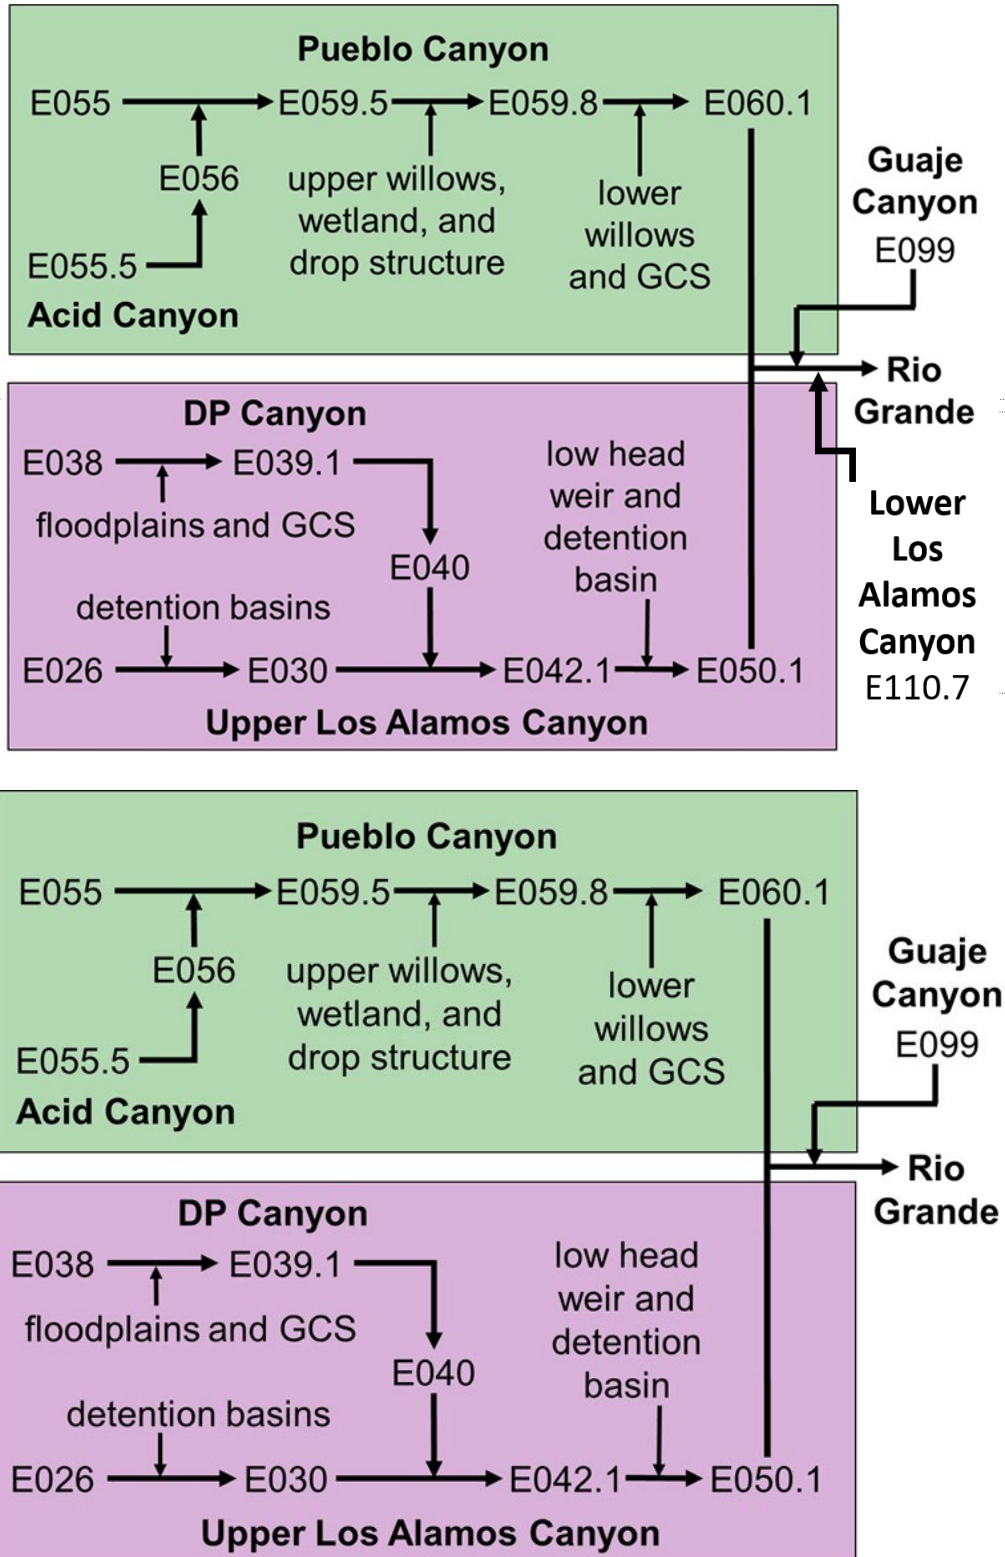 Pueblo Canyon
E055 E059.5 E059.8 E060.1
E056
upper willows,
wetland, and
drop structure
lower
willows
and GCS
E055.5
Acid Canyon
Guaje
Canyon
E099
Rio
Grande
DP Canyon
E038 E039.1
floodplains and GCS
E040
low head
weir and
detention
basin
detention basins
E026 E030 E042.1 E050.1
Upper Los Alamos Canyon
Lower
Los
Alamos
Canyon
E110.7
Pueblo Canyon
E055 E059.5 E059.8 E060.1
E056
upper willows,
wetland, and
drop structure
lower
willows
and GCS
E055.5
Acid Canyon
Guaje
Canyon
E099
Rio
Grande
DP Canyon
E038 E039.1
floodplains and GCS
E040
low head
weir and
detention
basin
detention basins
E026 E030 E042.1 E050.1
Upper Los Alamos Canyon